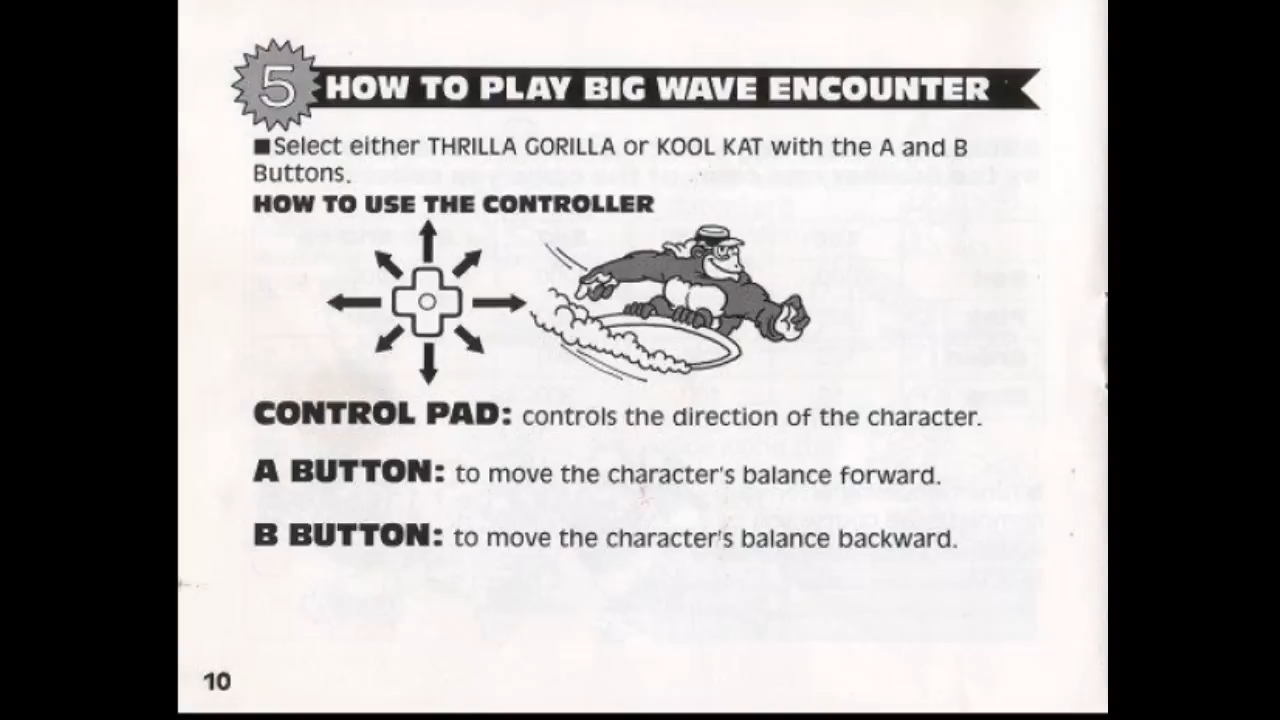 5 HOW TO PLAY BIG WAVE ENCOUNTER
■Select either THRILLA GORILLA or KOOL KAT with the A and B
Buttons.
HOW TO USE THE CONTROLLER
CONTROL PAD: controls the direction of the character.
A BUTTON: to move the character's balance forward.
B BUTTON: to move the character's balance backward.
10